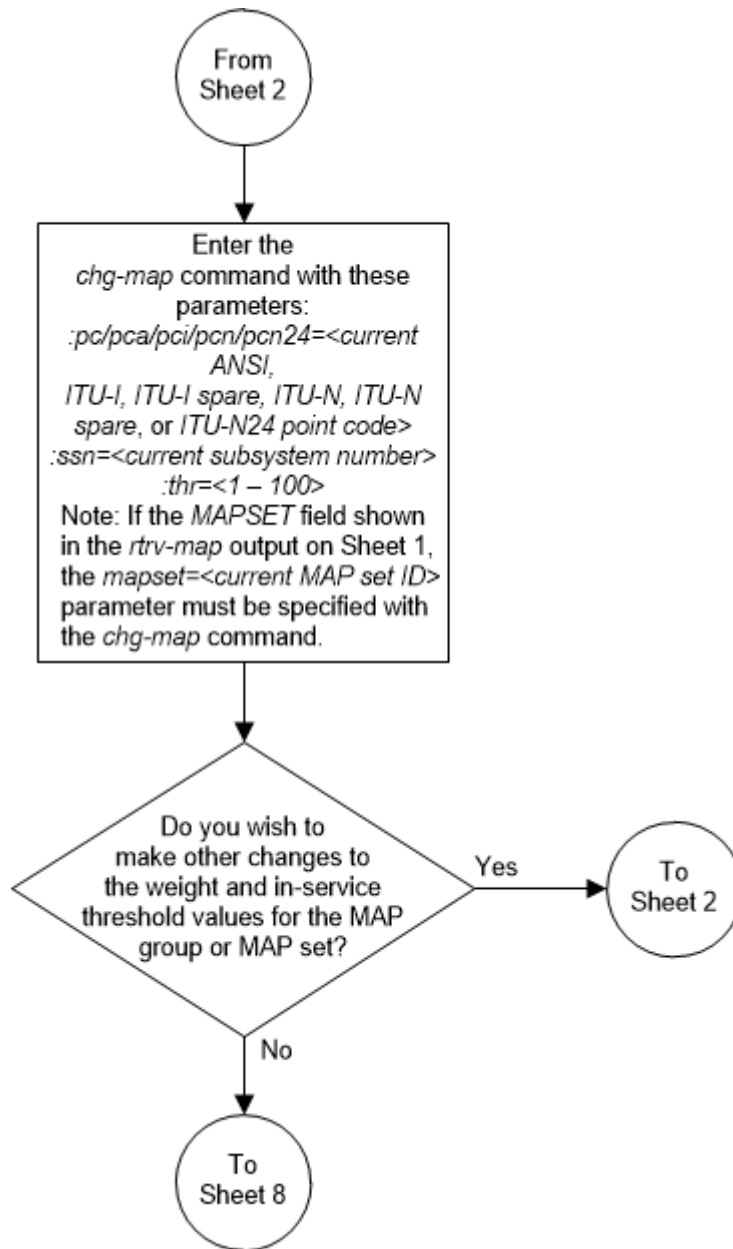 From
Sheet 2
Enter the
chg-map command with these
parameters:
:pc/pca/pci/pcn/pcn24=<current
ANSI,
ITU-I, ITU-I spare, ITU-N, ITU-N
spare, or ITU-N24 point code>
:ssn=<current subsystem number>
:thr=<1 – 100>
Note: If the MAPSET field shown
in the rtrv-map output on Sheet 1,
the mapset=<current MAP set ID>
parameter must be specified with
the chg-map command.
Do you wish to
make other changes to
the weight and in-service
threshold values for the MAP
group or MAP set?
Yes
To
Sheet 2
No
To
Sheet 8